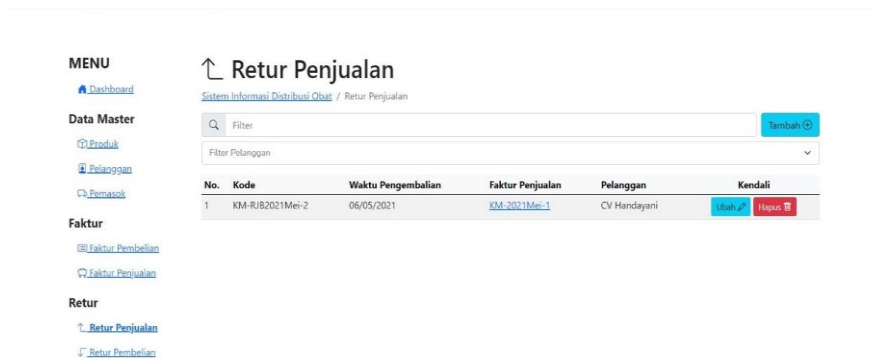 MENU
Dashboard
Data Master
Produk
Pelanggan
Pemasok
Faktur
Faktur Pembelian
Faktur Penjualan
Retur
Retur Penjualan
Retur Pembelian
Retur Penjualan
Sistem Informasi Distribusi Obat / Retur Penjualan
Filter
Tambah
Filter Pelanggan
No. Kode Waktu Pengembalian Faktur Penjualan Pelanggan Kendali
1 KM-RJB2021Mei-2 06/05/2021 KM-2021Mei-1 CV Handayani Ubah Hapus